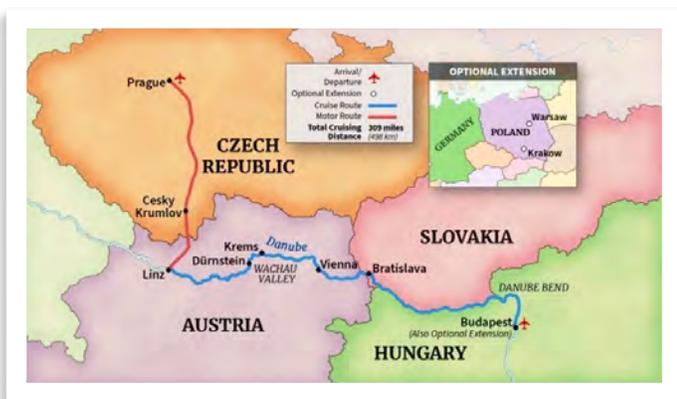 Arrival/
Departure
Optional Extension
Cruise Route
Motor Route
Total Cruising 309 miles
Distance (498 km)
OPTIONAL EXTENSION
GERMANY
POLAND
Warsaw
Krakow
Prague
CZECH
REPUBLIC
Cesky
Krumlov
Linz
Dürnstein
Krems
Danube
WACHAU
VALLEY
Vienna
Bratislava
SLOVAKIA
AUSTRIA
DANUBE BEND
Budapest
(Also Optional Extension)
HUNGARY